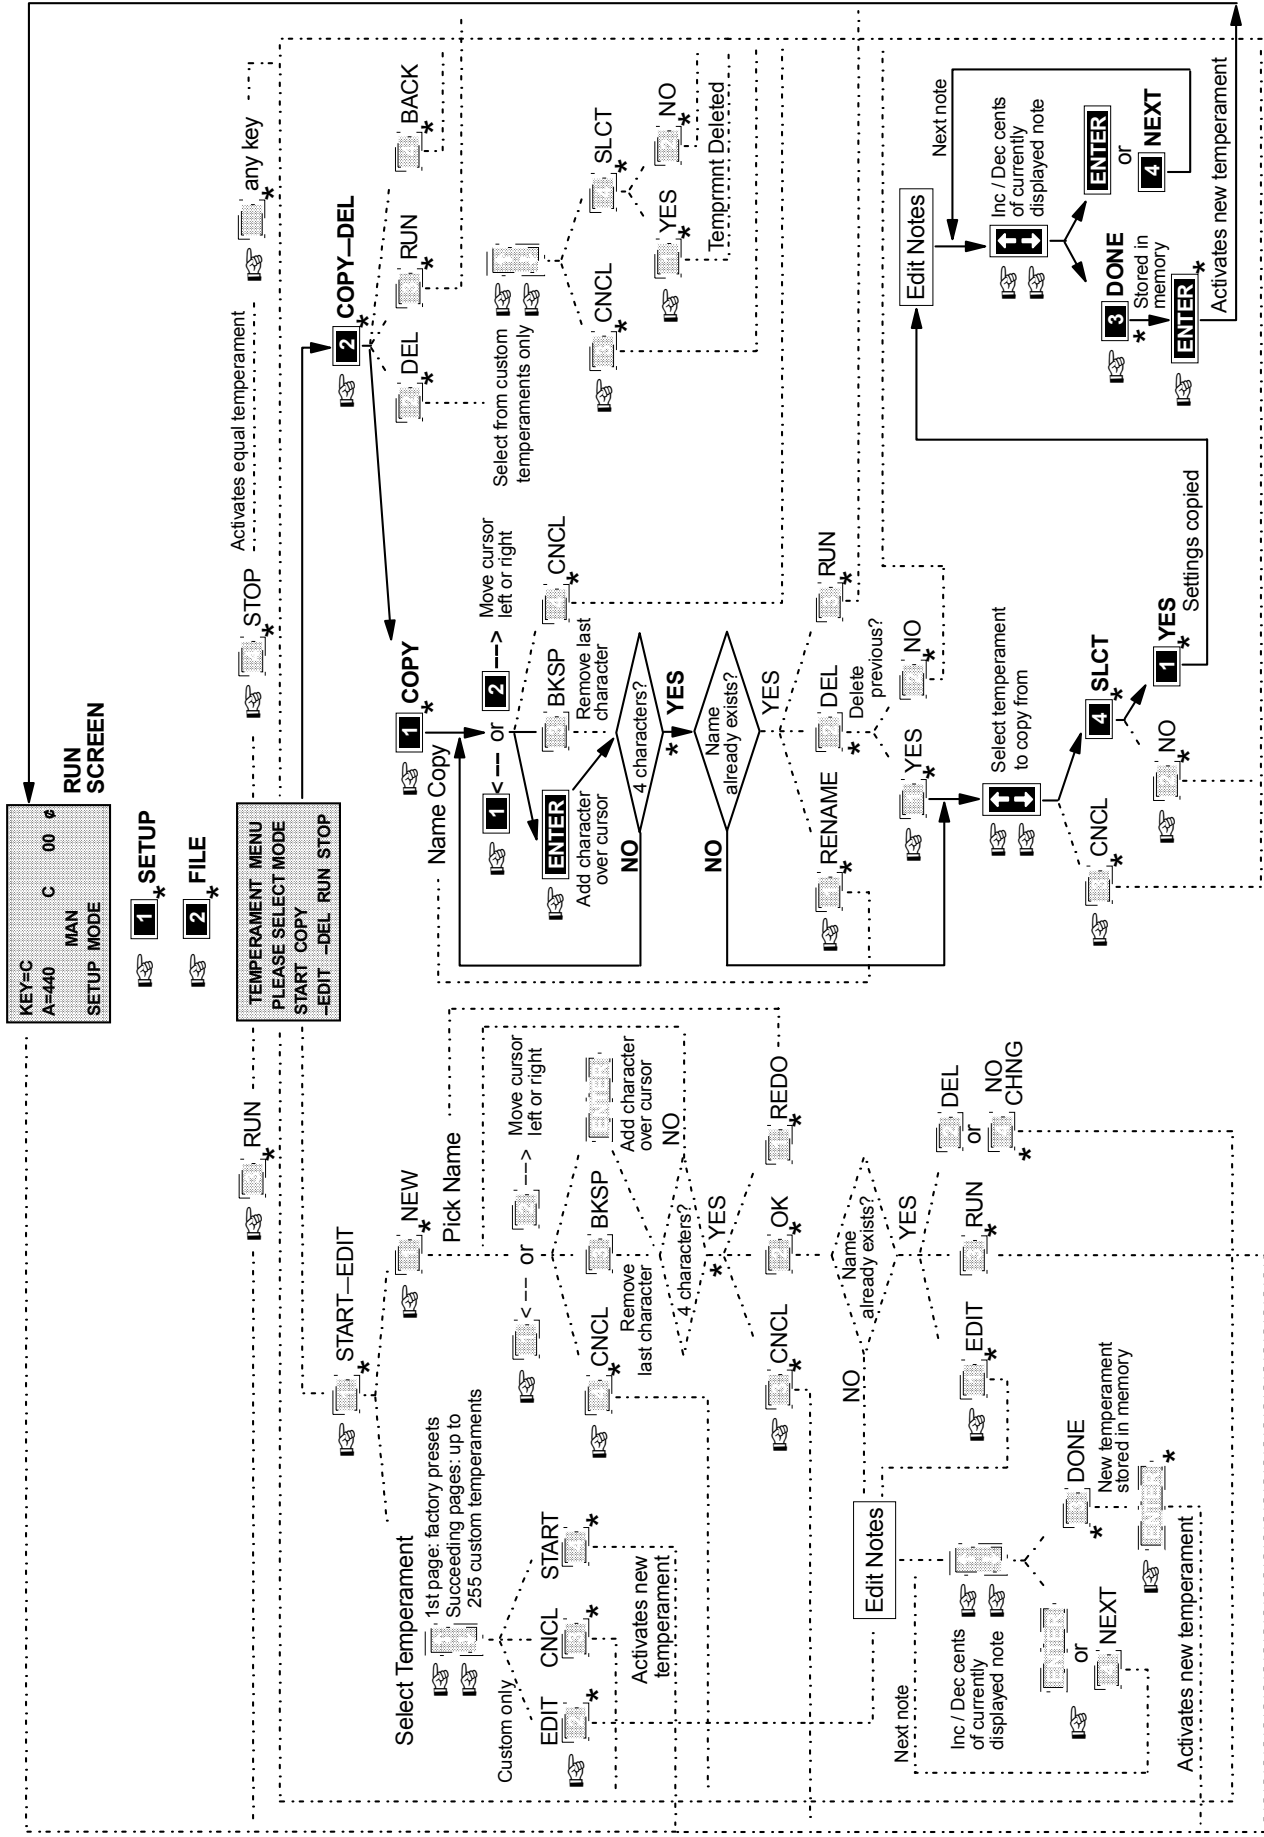 KEY=C
A=440 C 00 ¢
MAN
SETUP MODE
RUN
SCREEN
1 SETUP
*
2 FILE
*
TEMPERAMENT MENU
PLEASE SELECT MODE
START COPY
–EDIT –DEL RUN STOP
RUN
*
STOP
*
Activates equal temperament
any key
*
START—EDIT
*
Select Temperament
1st page: factory presets
Succeeding pages: up to
255 custom temperaments
Custom only
EDIT
*
CNCL
*
START
*
Activates new
temperament
NEW
*
Pick Name
<–––
or
–––>
Move cursor
left or right
CNCL
*
BKSP
Remove
last character
ENTER
Add character
over cursor
4 characters?
NO
YES
*
CNCL
*
OK
*
REDO
*
Name
already exists?
NO
YES
EDIT
*
RUN
*
DEL
or
NO
CHNG
*
Edit Notes
Next note
Inc / Dec cents
of currently
displayed note
ENTER
or
NEXT
DONE
*
New temperament
stored in memory
ENTER
*
Activates new temperament
2 COPY—DEL
*
1 COPY
*
DEL
*
RUN
*
BACK
*
Name Copy
1 <–––
or
2 –––>
Move cursor
left or right
ENTER
Add character
over cursor
BKSP
Remove last
character
CNCL
*
4 characters?
NO
YES
*
Name
already exists?
NO
YES
RENAME
*
DEL
*
RUN
*
Delete
previous?
YES
*
NO
*
Select temperament
to copy from
CNCL
*
4 SLCT
*
NO
*
1 YES
*
Settings copied
Select from custom
temperaments only
CNCL
*
SLCT
*
YES
*
NO
*
Temprmnt Deleted
Edit Notes
Next note
Inc / Dec cents
of currently
displayed note
3 DONE
*
Stored in
memory
ENTER
*
ENTER
or
4 NEXT
Activates new temperament